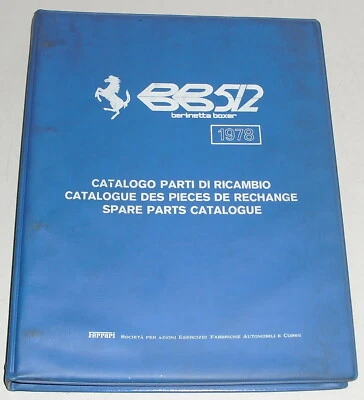 BB512
berlinetta boxer
1978
CATALOGO PARTI DI RICAMBIO
CATALOGUE DES PIECES DE RECHANGE
SPARE PARTS CATALOGUE
Ferrari SOCIETÀ PER AZIONI ESERCIZIO FABBRICHE AUTOMOBILI E CORSE